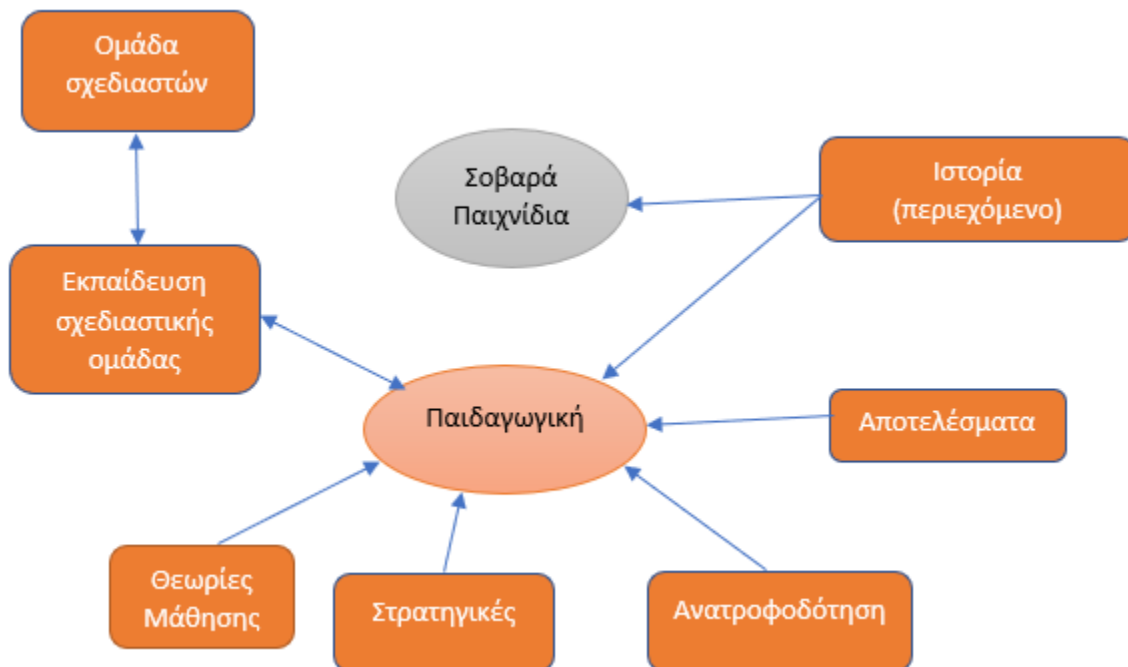 Ομάδα
σχεδιαστών
Σοβαρά
Παιχνίδια
Ιστορία
(περιεχόμενο)
Εκπαίδευση
σχεδιαστικής
ομάδας
Παιδαγωγική
Αποτελέσματα
Θεωρίες
Μάθησης
Στρατηγικές
Ανατροφοδότηση